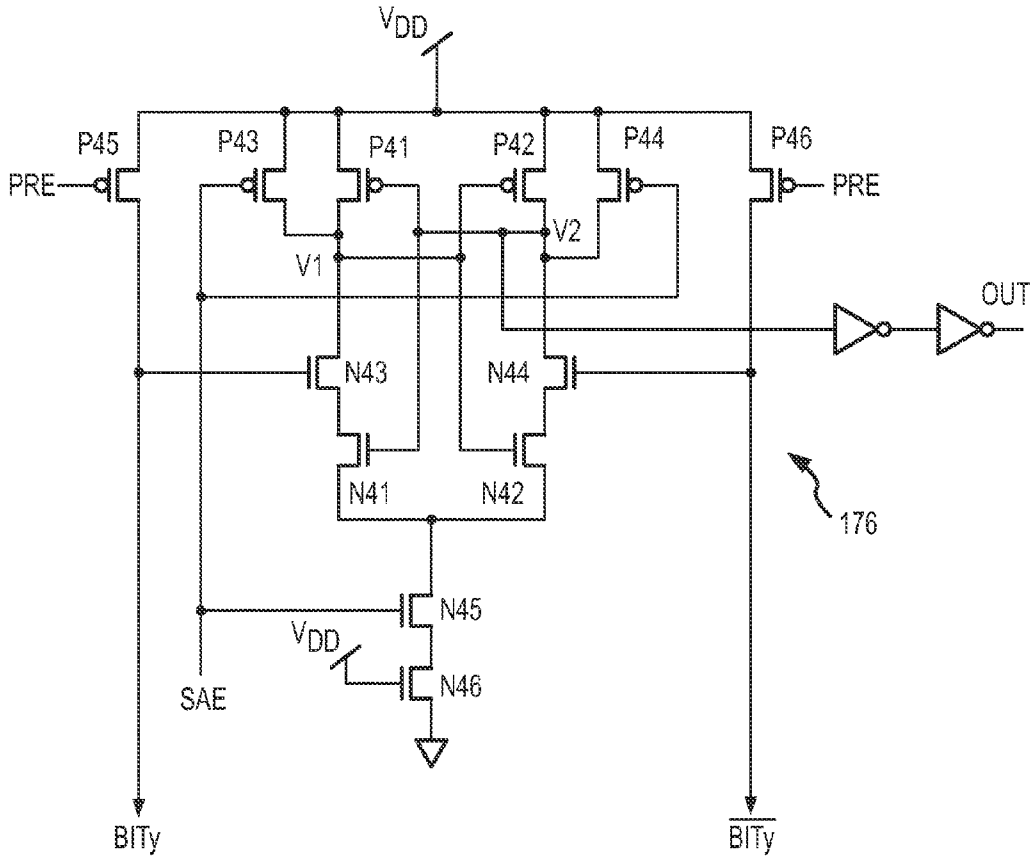 VDD
P45
P43
P41
P42
P44
P46
PRE
PRE
V1
V2
OUT
N43
N44
N41
N42
176
N45
VDD
N46
SAE
BITy
B̅I̅T̅y̅